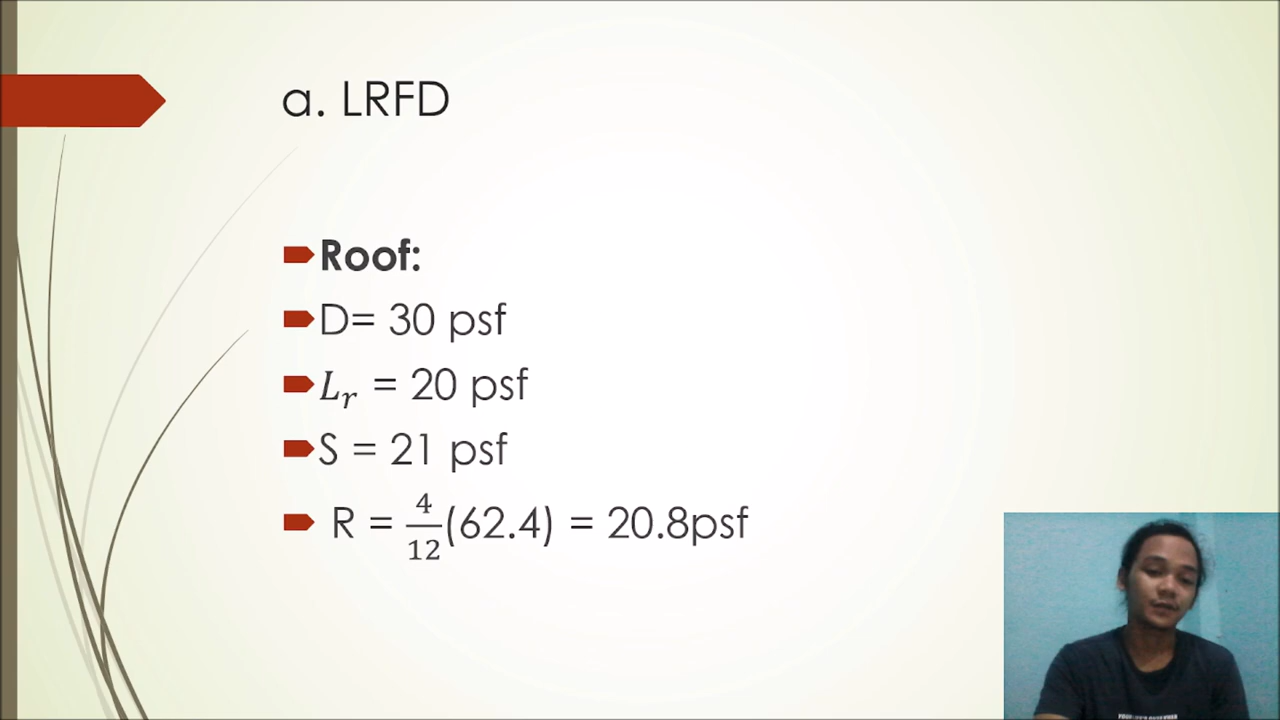 a. LRFD
Roof:
D= 30 psf
L_r = 20 psf
S = 21 psf
R = 4/12(62.4) = 20.8psf